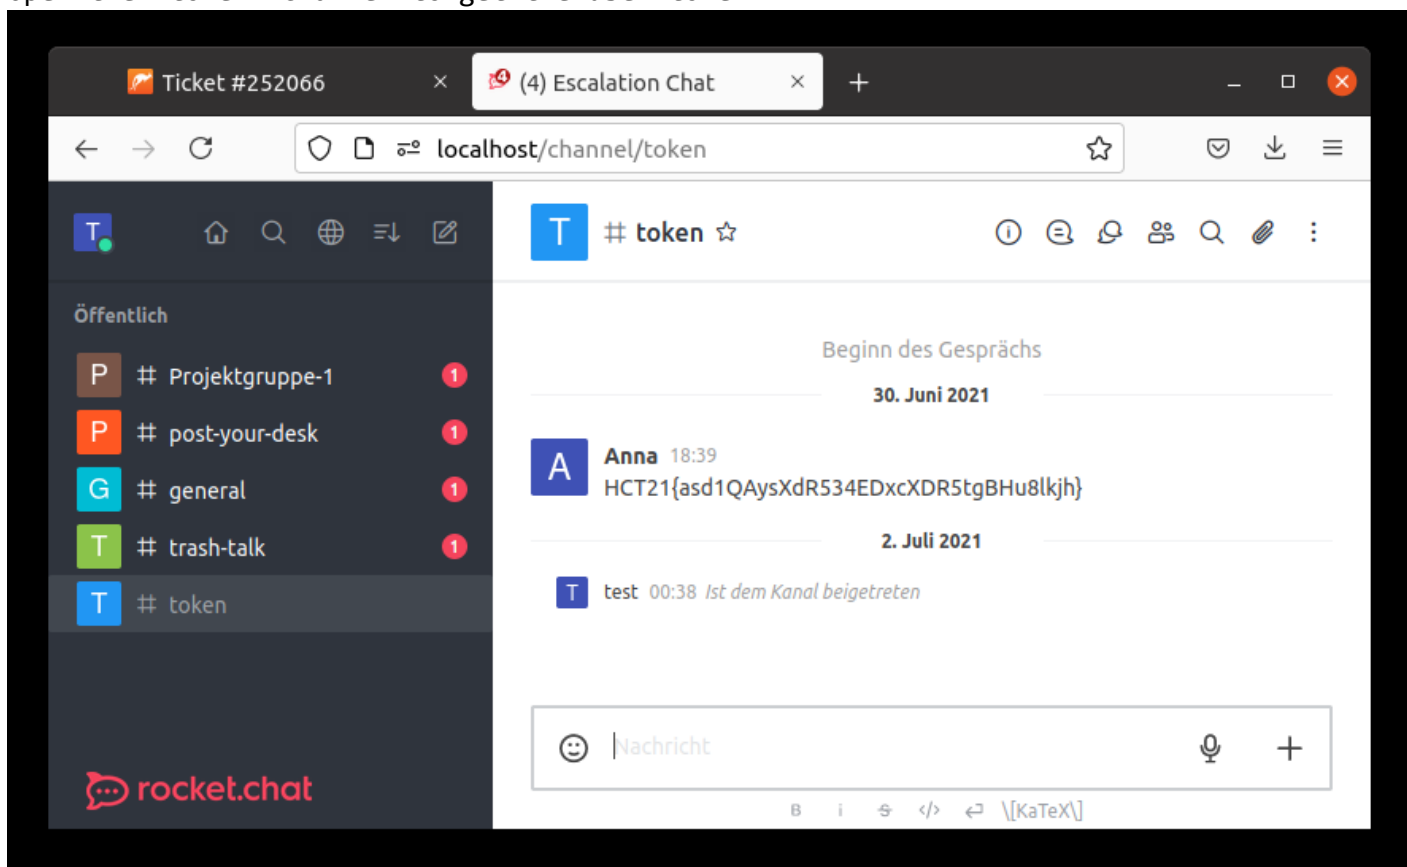 Ticket #252066
(4) Escalation Chat
localhost/channel/token
T
T # token
Öffentlich
P # Projektgruppe-1 1
P # post-your-desk 1
G # general 1
T # trash-talk 1
T # token
Beginn des Gesprächs
30. Juni 2021
A
Anna 18:39
HCT21{asd1QAysXdR534EDxcXDR5tgBHu8lkjh}
2. Juli 2021
T test 00:38 Ist dem Kanal beigetreten
Nachricht
rocket.chat
B i S </> \[KaTeX\]